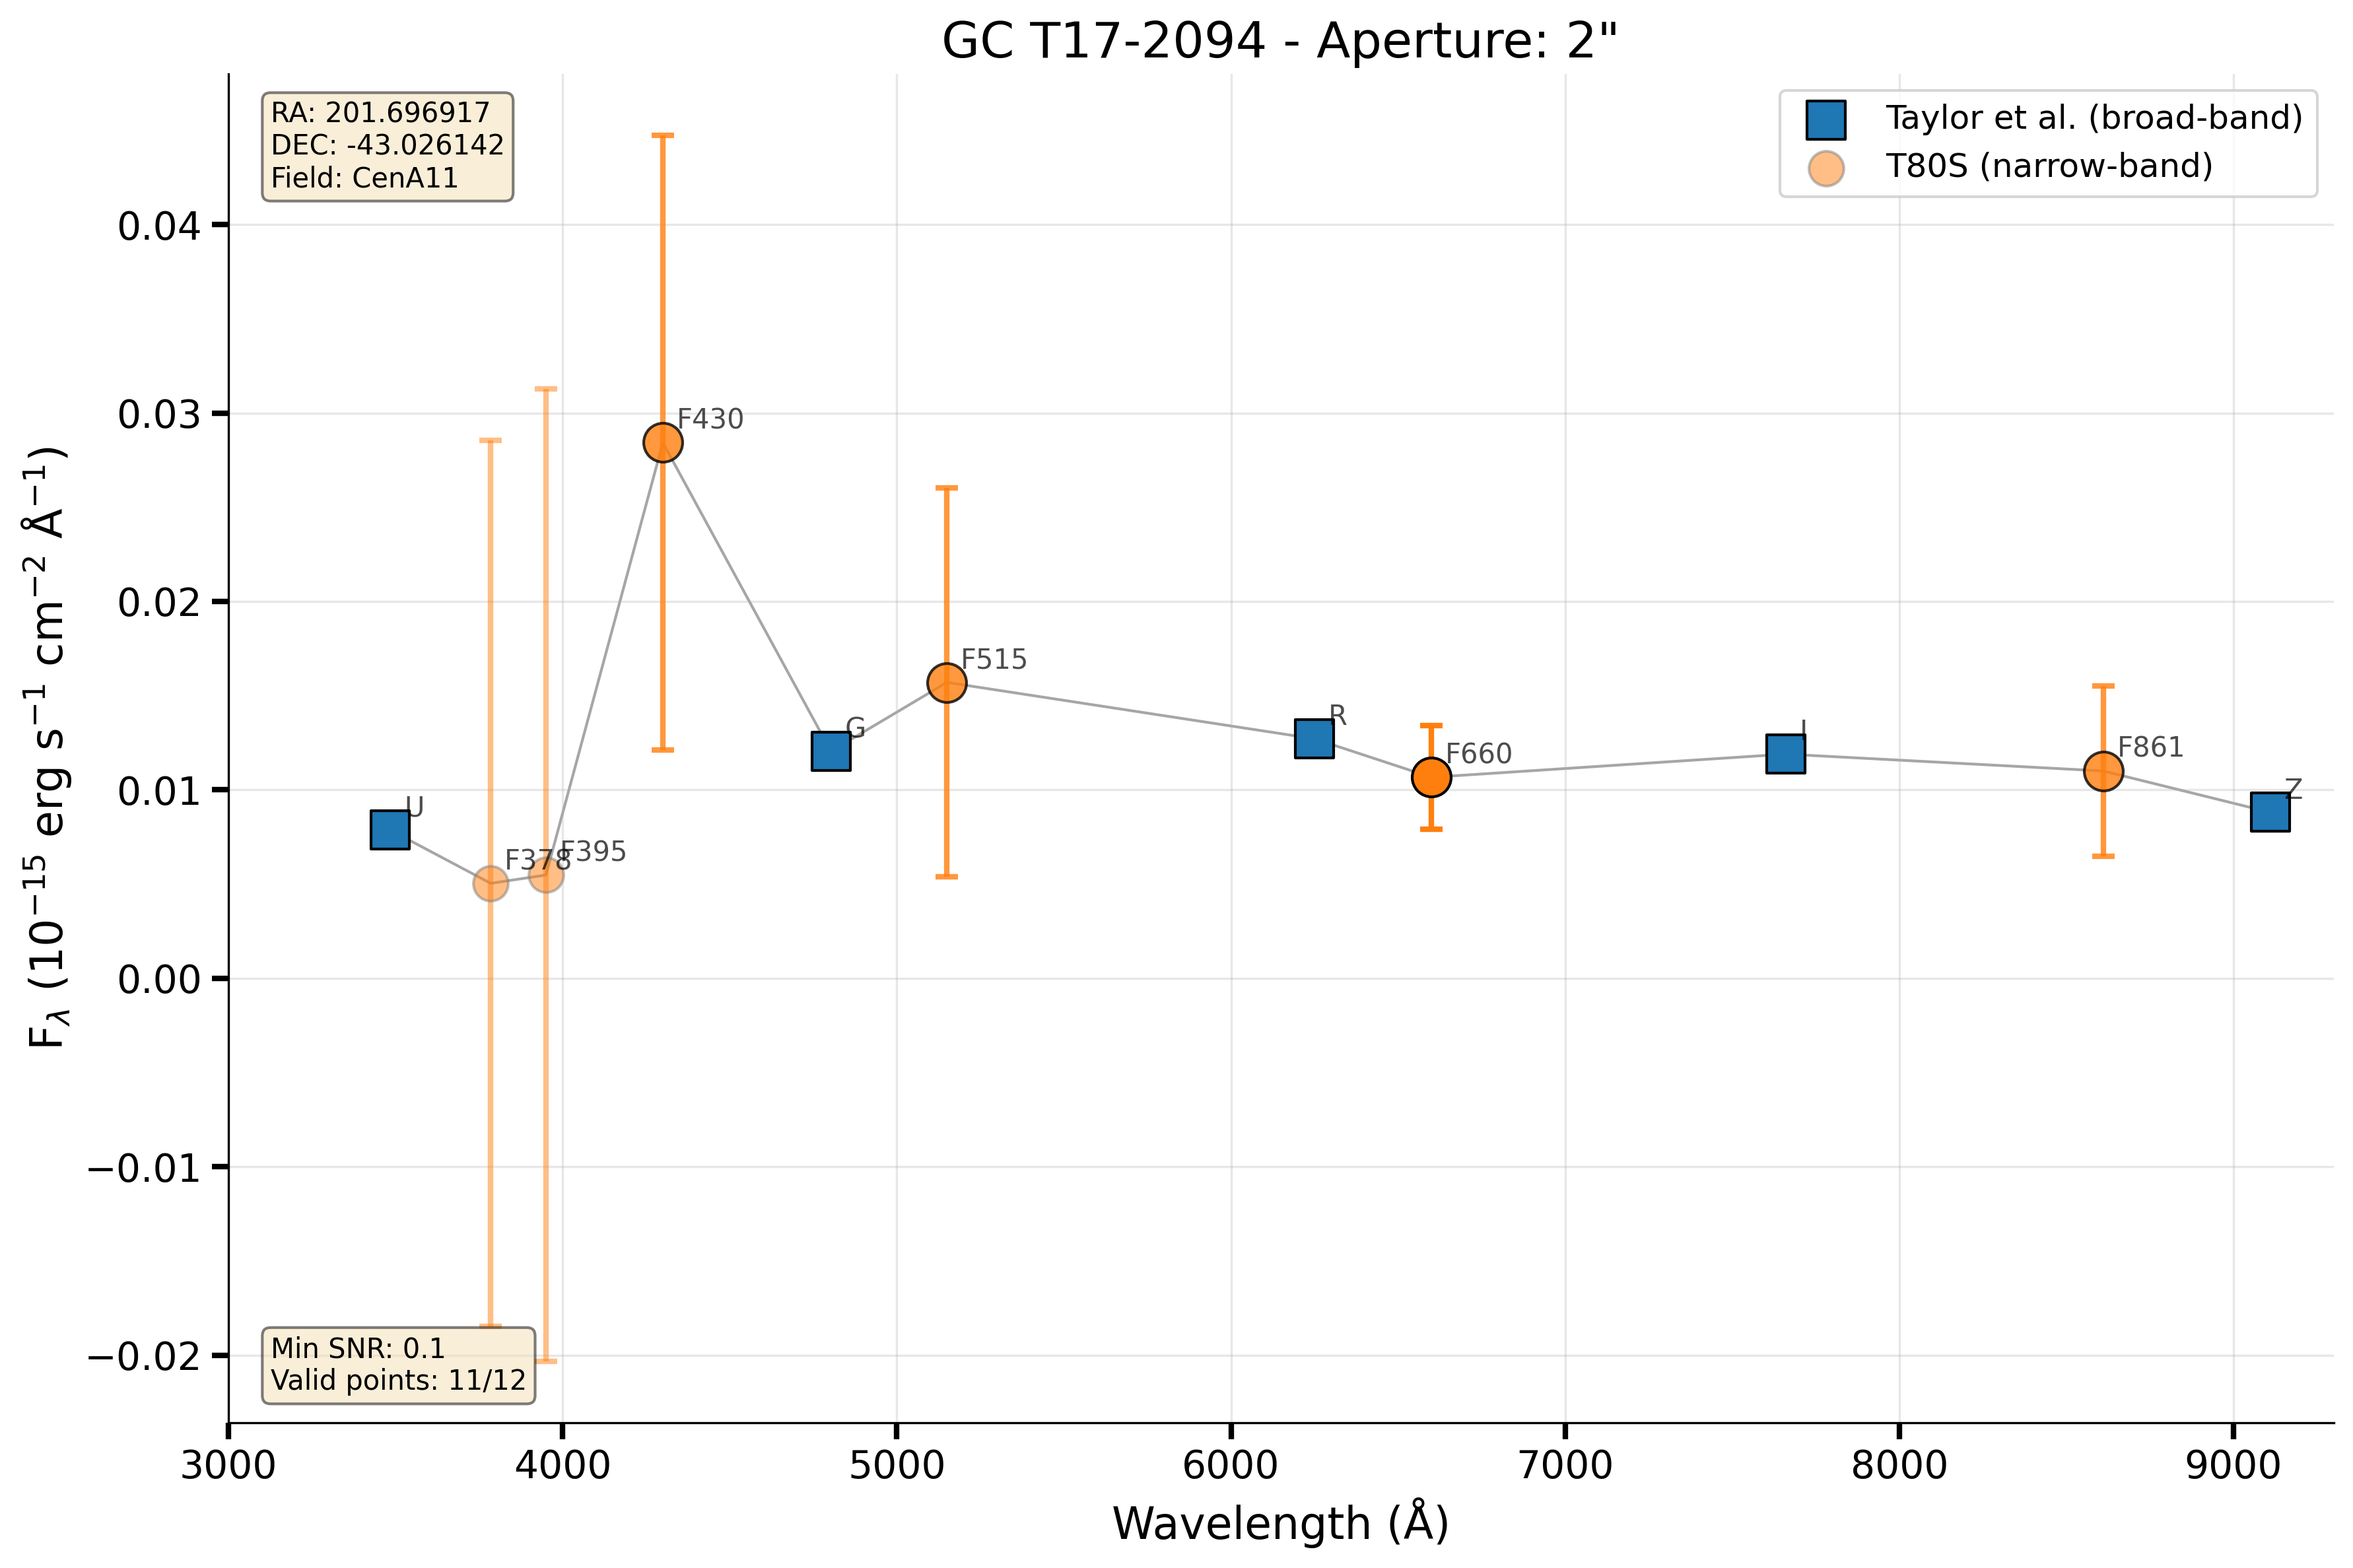 GC T17-2094 - Aperture: 2"
RA: 201.696917
DEC: -43.026142
Field: CenA11
Taylor et al. (broad-band)
T80S (narrow-band)
F_λ (10⁻¹⁵ erg s⁻¹ cm⁻² Å⁻¹)
0.04
0.03
0.02
0.01
0.00
−0.01
−0.02
U
F378
F395
F430
G
F515
R
F660
I
F861
Z
Min SNR: 0.1
Valid points: 11/12
3000 4000 5000 6000 7000 8000 9000
Wavelength (Å)